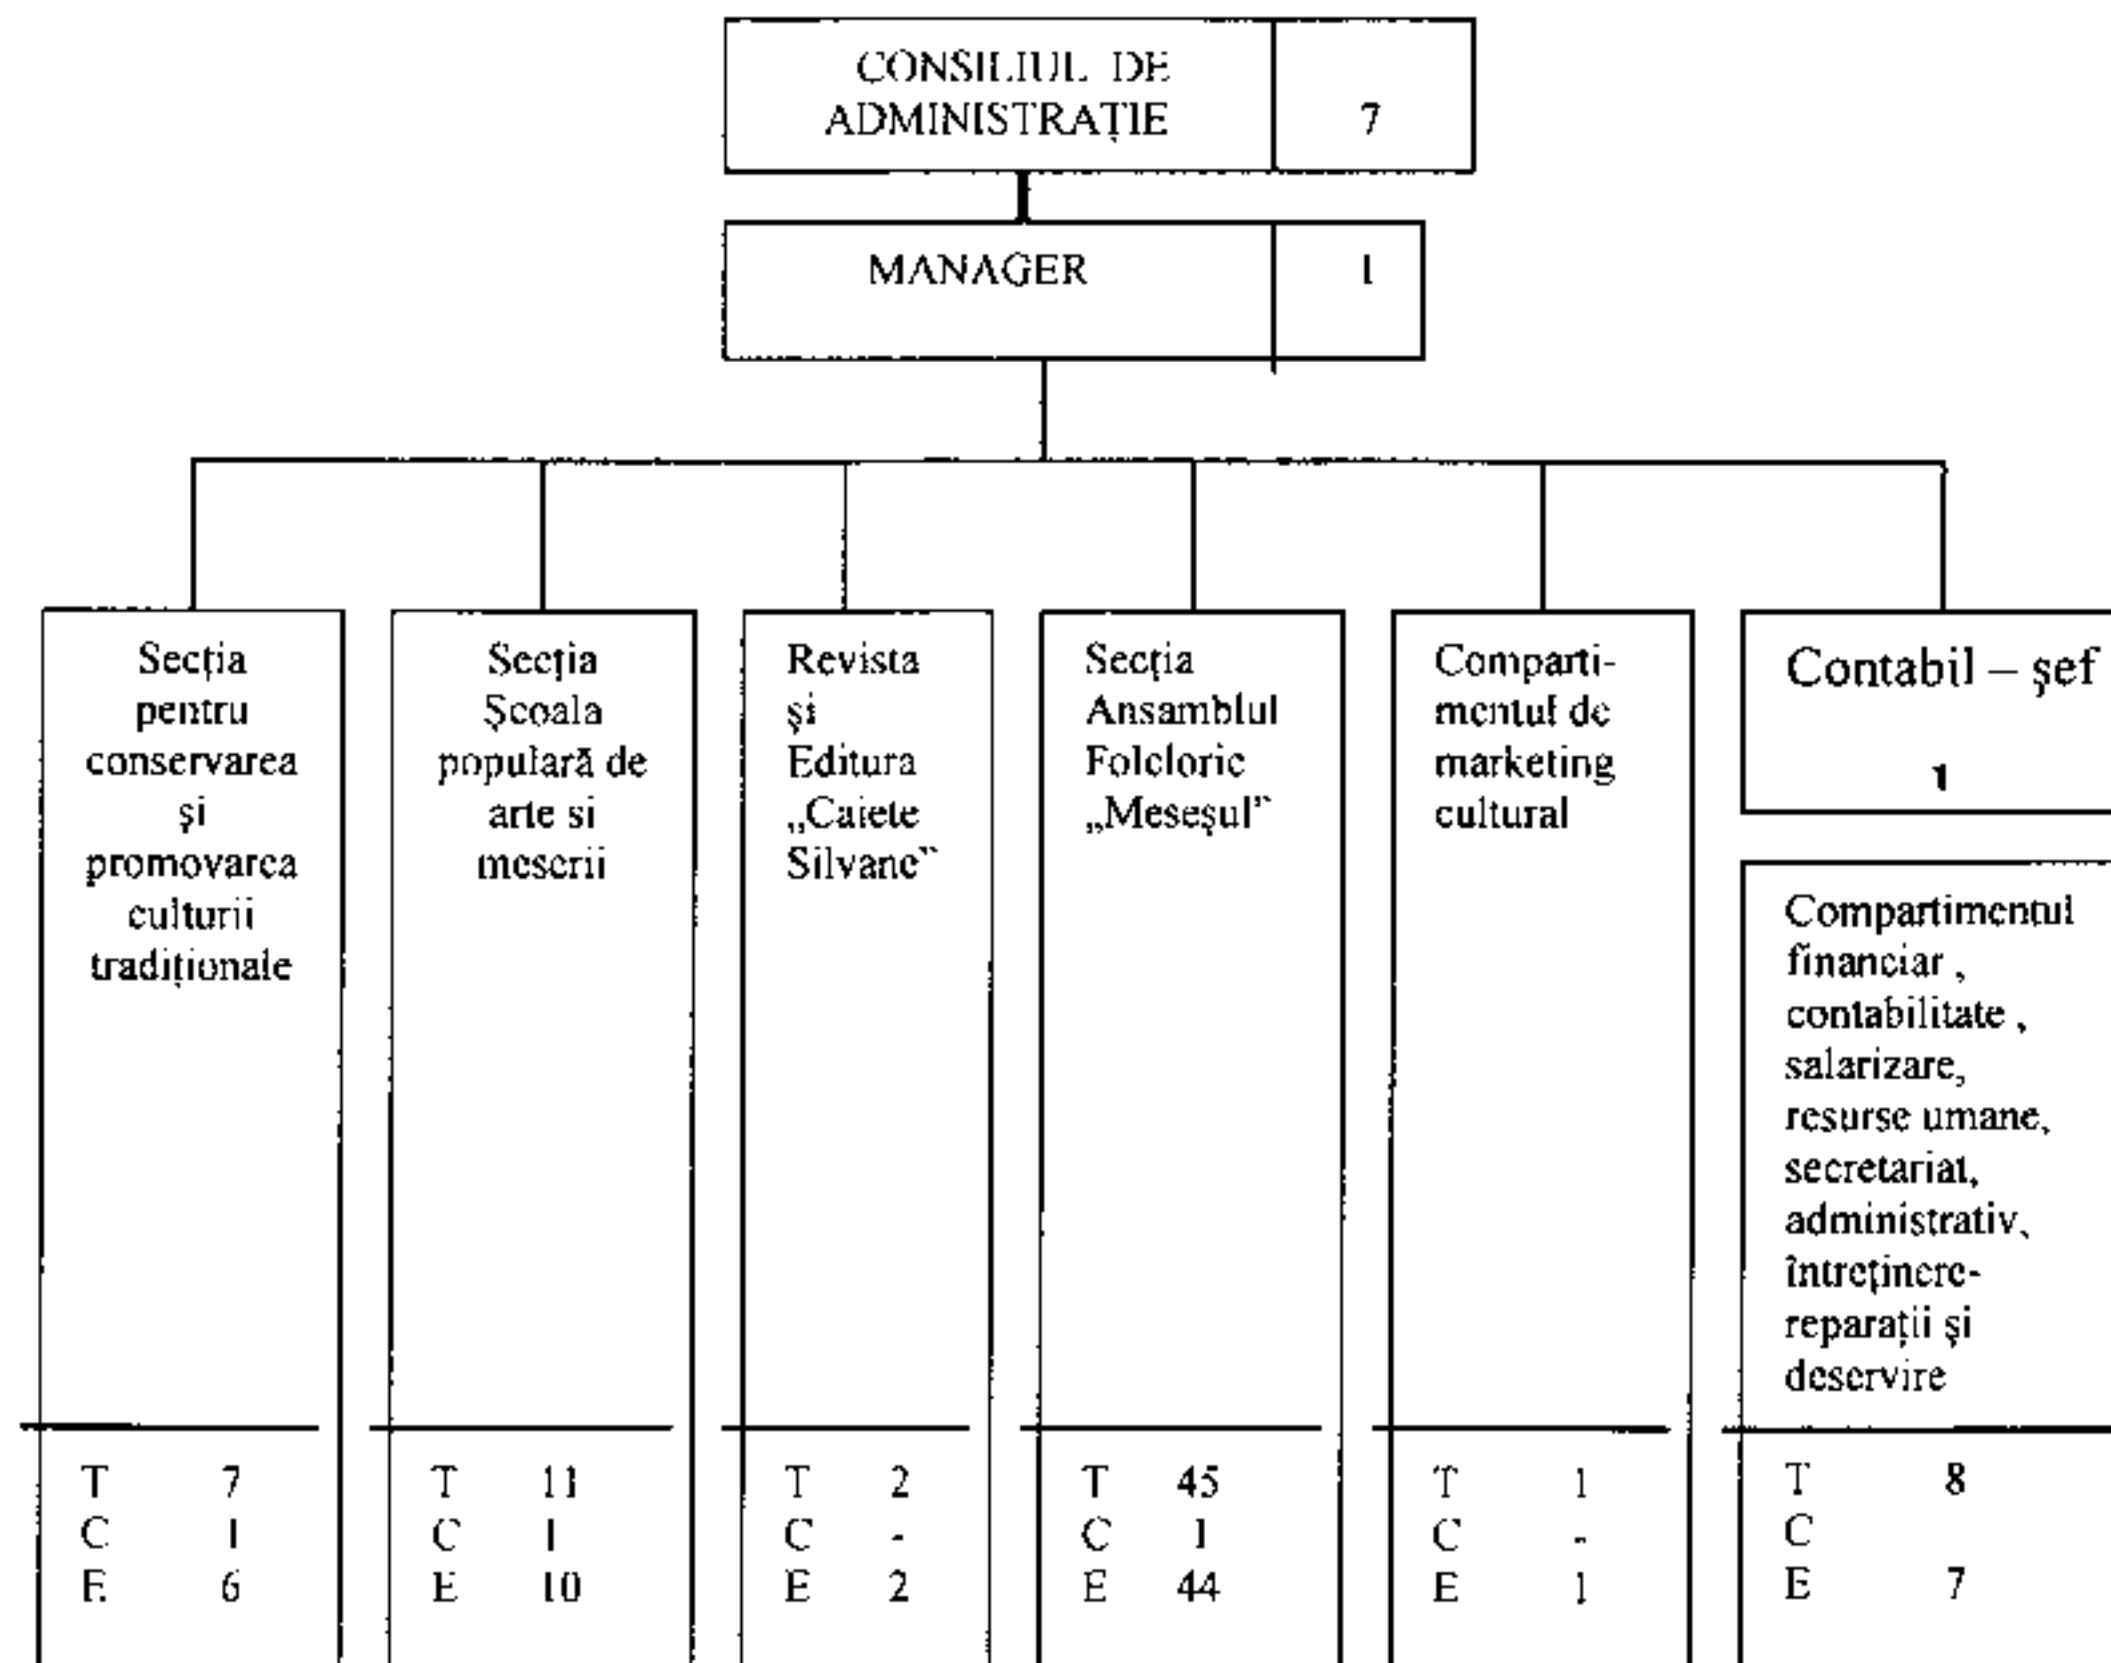 CONSILIUL DE
ADMINISTRAȚIE 7
MANAGER 1
Secția
pentru
conservarea
și
promovarea
culturii
tradiționale
T 7
C 1
E 6
Secția
Școala
populară de
arte si
meserii
T 11
C 1
E 10
Revista
și
Editura
„Caiete
Silvane”
T 2
C -
E 2
Secția
Ansamblul
Folcloric
„Meseșul”
T 45
C 1
E 44
Comparti-
mentul de
marketing
cultural
T 1
C -
E 1
Contabil – șef
1
Compartimentul
financiar ,
contabilitate ,
salarizare,
resurse umane,
secretariat,
administrativ,
întreținere-
reparații și
deservire
T 8
C
E 7